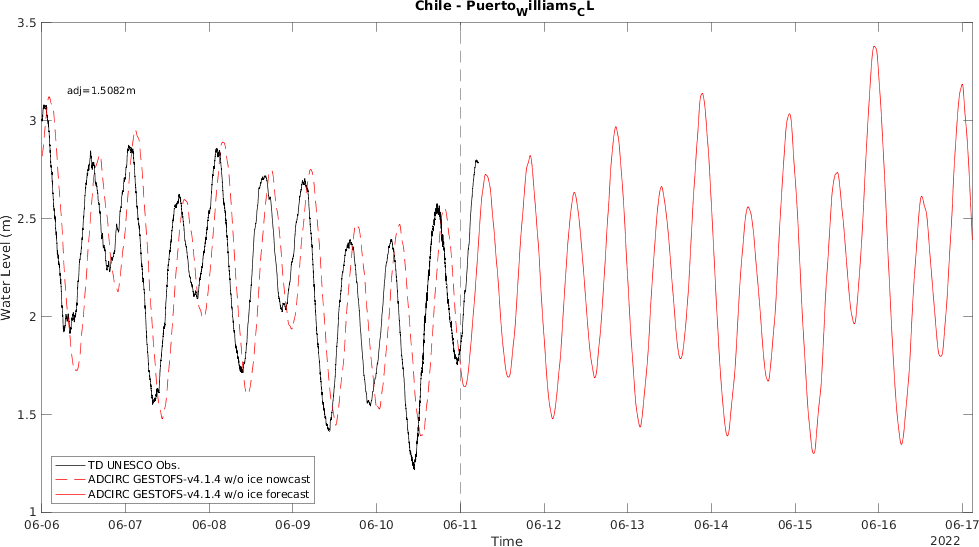 Chile - Puerto_Williams_CL
adj=1.5082m
Water Level (m)
3.5
3
2.5
2
1.5
1
TD UNESCO Obs.
ADCIRC GESTOFS-v4.1.4 w/o ice nowcast
ADCIRC GESTOFS-v4.1.4 w/o ice forecast
06-06 06-07 06-08 06-09 06-10 06-11 06-12 06-13 06-14 06-15 06-16 06-17
Time
2022